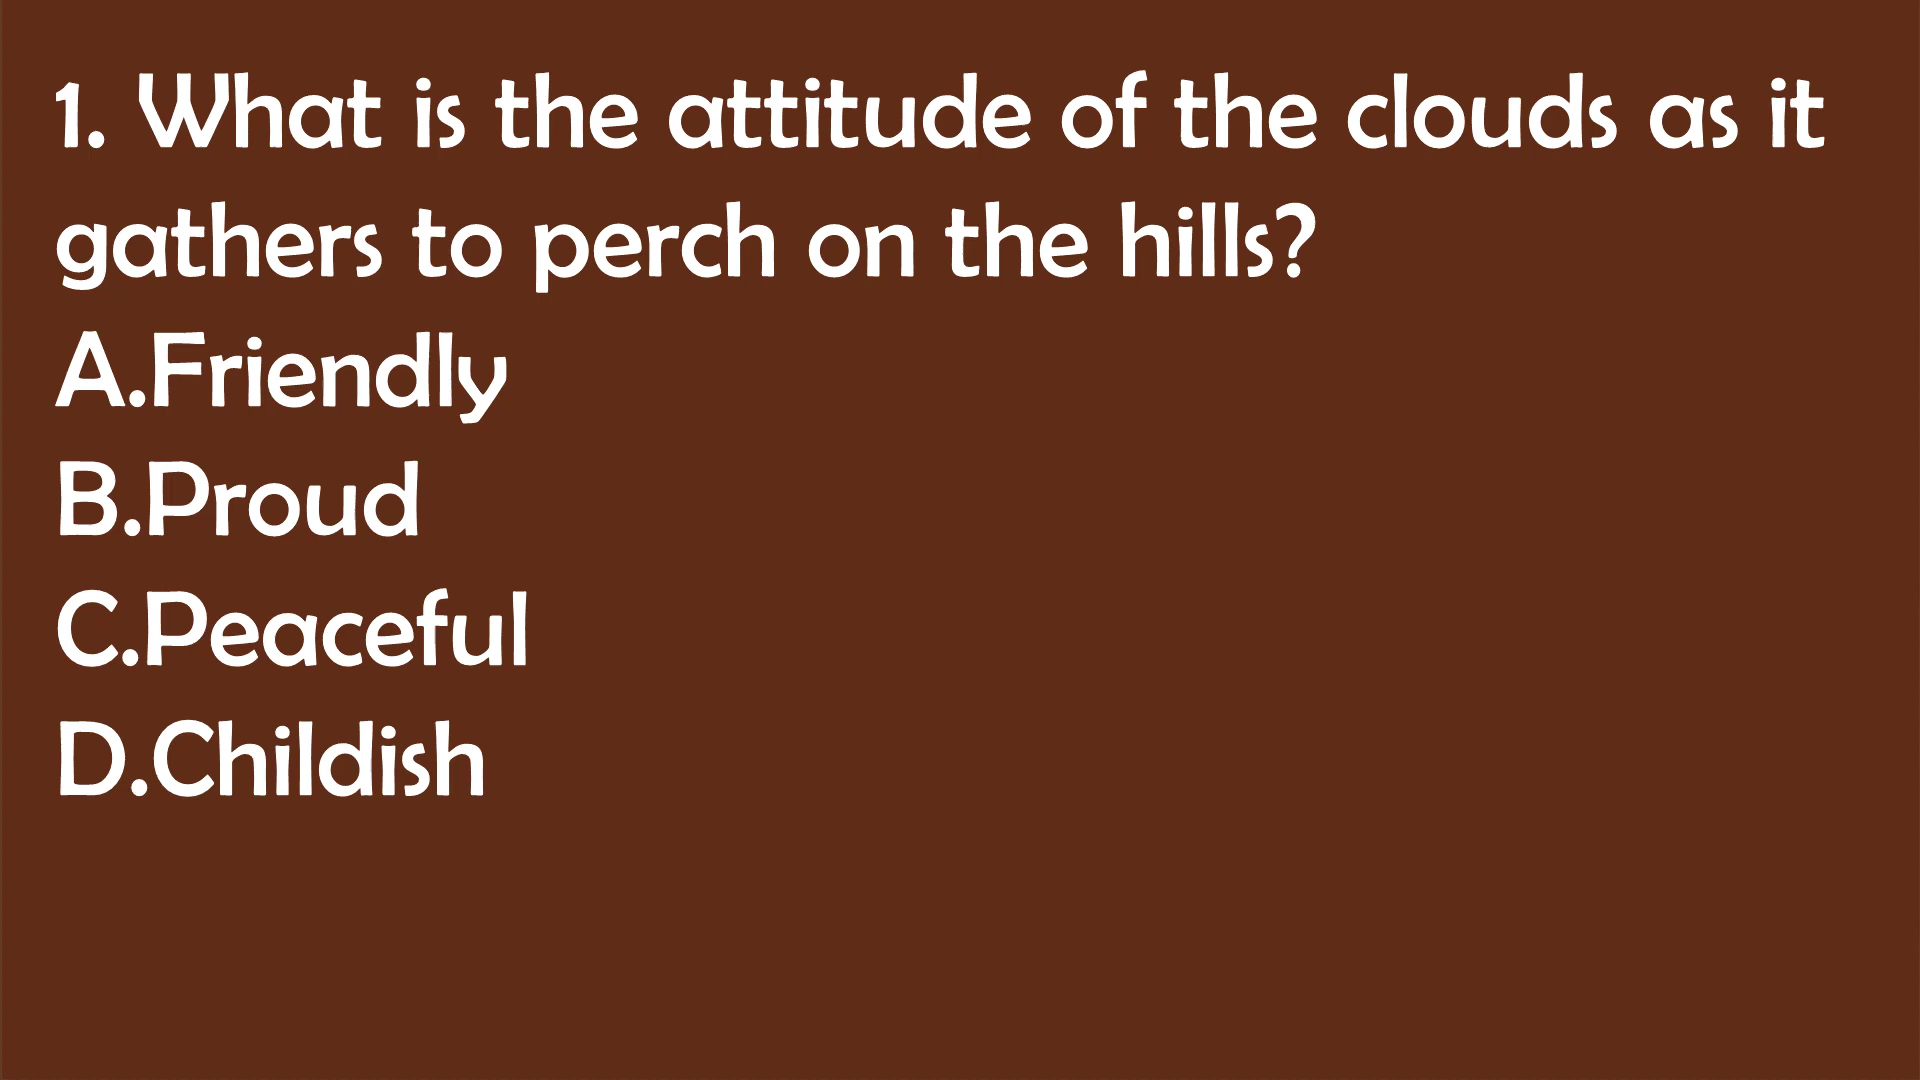 1. What is the attitude of the clouds as it
gathers to perch on the hills?
A.Friendly
B.Proud
C.Peaceful
D.Childish